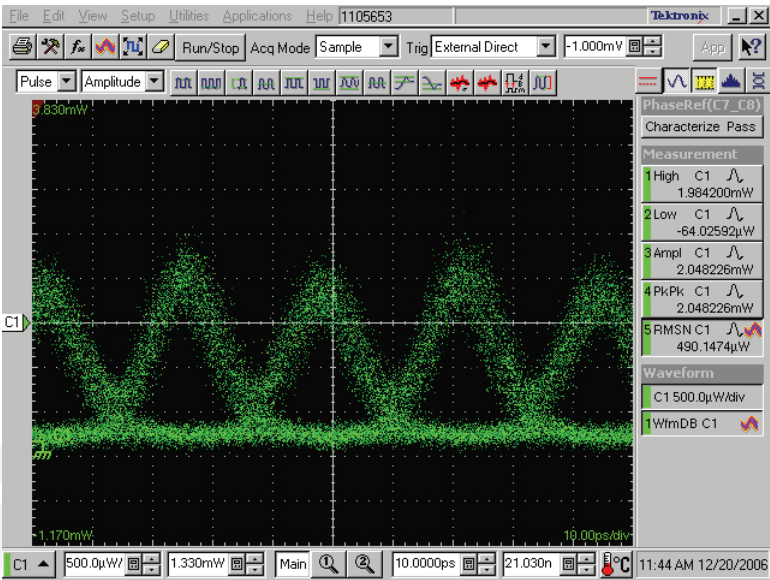 File Edit View Setup Utilities Applications Help 1105653 Tektronix
Run/Stop Acq Mode Sample Trig External Direct -1.000mV App
Pulse Amplitude
3.830mW
PhaseRef(C7_C8)
Characterize Pass
Measurement
1 High C1
1.984200mW
2 Low C1
-64.02592µW
3 Ampl C1
2.048226mW
4 PkPk C1
2.048226mW
C1
5 RMSN C1
490.1474µW
Waveform
C1 500.0µW/div
1 WfmDB C1
-1.170mW 10.00ps/div
C1 500.0µW/ 1.330mW Main 1 2 10.0000ps 21.030n °C 11:44 AM 12/20/2006